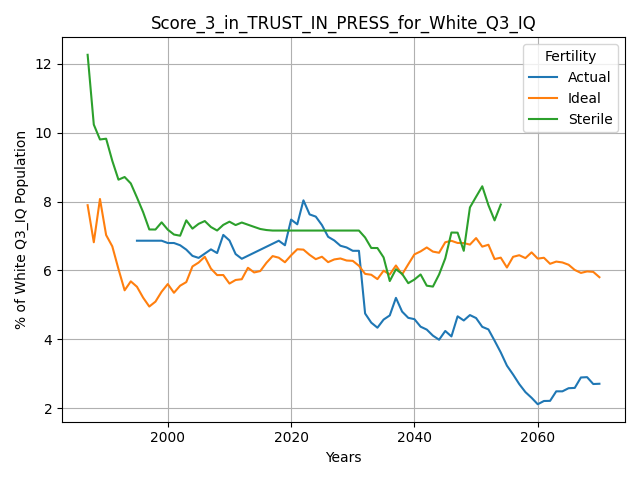 Score_3_in_TRUST_IN_PRESS_for_White_Q3_IQ
Fertility
Actual
Ideal
Sterile
% of White Q3_IQ Population
12
10
8
6
4
2
2000
2020
2040
2060
Years